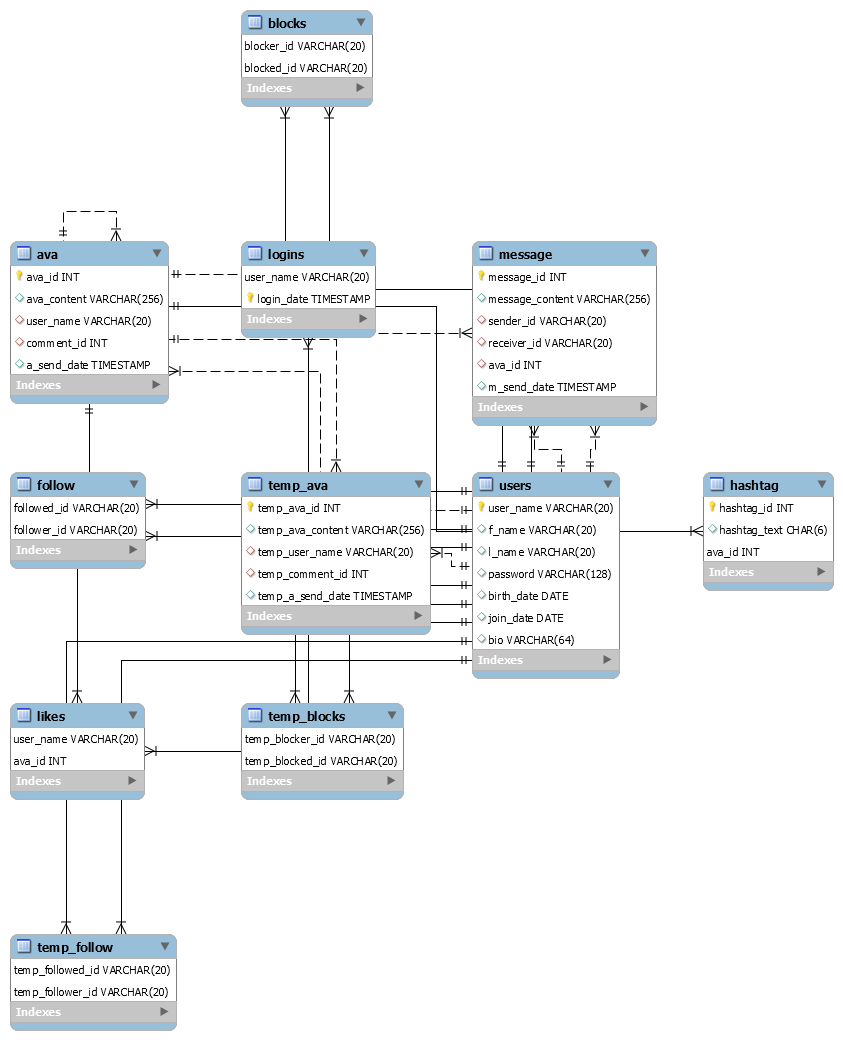 blocks
blocker_id VARCHAR(20)
blocked_id VARCHAR(20)
Indexes
ava
ava_id INT
ava_content VARCHAR(256)
user_name VARCHAR(20)
comment_id INT
a_send_date TIMESTAMP
Indexes
logins
user_name VARCHAR(20)
login_date TIMESTAMP
Indexes
message
message_id INT
message_content VARCHAR(256)
sender_id VARCHAR(20)
receiver_id VARCHAR(20)
ava_id INT
m_send_date TIMESTAMP
Indexes
follow
followed_id VARCHAR(20)
follower_id VARCHAR(20)
Indexes
temp_ava
temp_ava_id INT
temp_ava_content VARCHAR(256)
temp_user_name VARCHAR(20)
temp_comment_id INT
temp_a_send_date TIMESTAMP
Indexes
users
user_name VARCHAR(20)
f_name VARCHAR(20)
l_name VARCHAR(20)
password VARCHAR(128)
birth_date DATE
join_date DATE
bio VARCHAR(64)
Indexes
hashtag
hashtag_id INT
hashtag_text CHAR(6)
ava_id INT
Indexes
likes
user_name VARCHAR(20)
ava_id INT
Indexes
temp_blocks
temp_blocker_id VARCHAR(20)
temp_blocked_id VARCHAR(20)
Indexes
temp_follow
temp_followed_id VARCHAR(20)
temp_follower_id VARCHAR(20)
Indexes